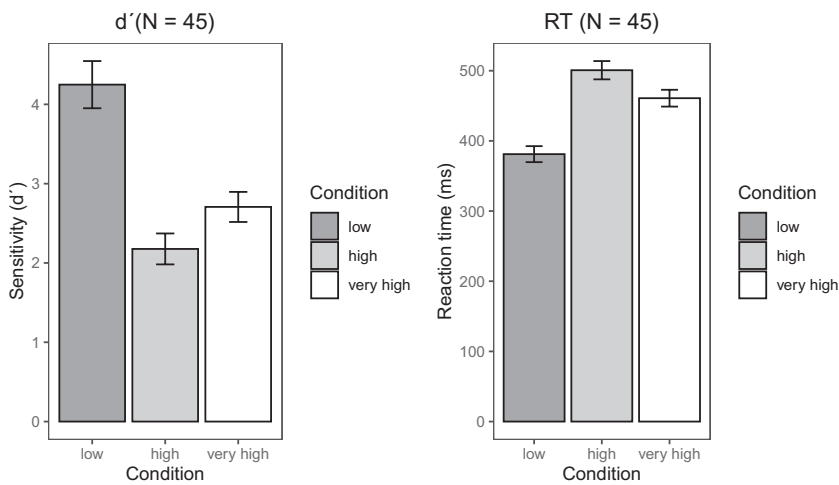 d´(N = 45)
Sensitivity (d´)
4
3
2
1
0
low
high
very high
Condition
Condition
low
high
very high
RT (N = 45)
Reaction time (ms)
500
400
300
200
100
0
low
high
very high
Condition
Condition
low
high
very high